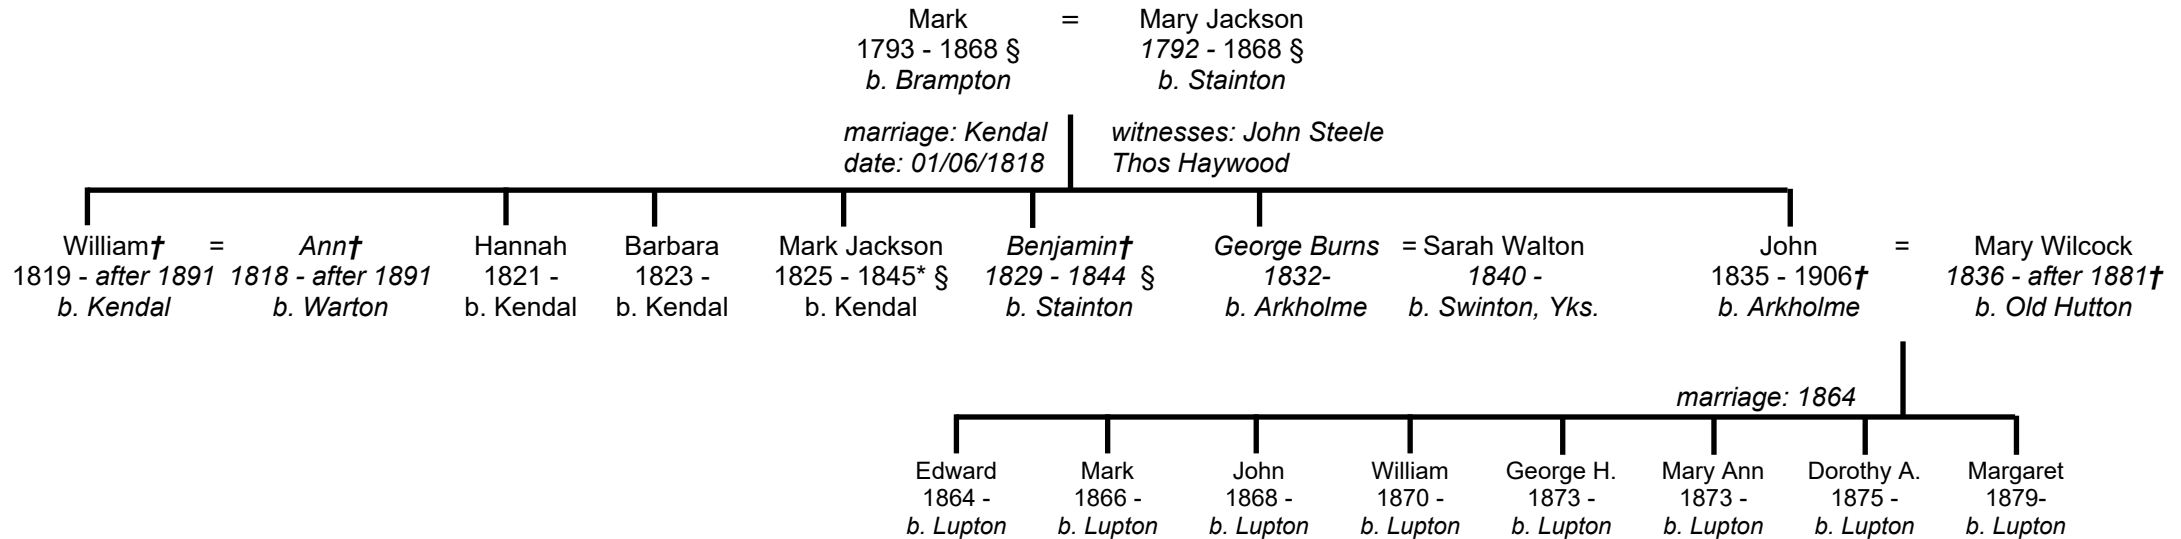 Mark = Mary Jackson
1793 - 1868 § 1792 - 1868 §
b. Brampton b. Stainton
marriage: Kendal witnesses: John Steele
date: 01/06/1818 Thos Haywood
William† = Ann† Hannah Barbara Mark Jackson Benjamin† George Burns = Sarah Walton John = Mary Wilcock
1819 - after 1891 1818 - after 1891 1821 - 1823 - 1825 - 1845* § 1829 - 1844 § 1832- 1840 - 1835 - 1906† 1836 - after 1881†
b. Kendal b. Warton b. Kendal b. Kendal b. Kendal b. Stainton b. Arkholme b. Swinton, Yks. b. Arkholme b. Old Hutton
marriage: 1864
Edward Mark John William George H. Mary Ann Dorothy A. Margaret
1864 - 1866 - 1868 - 1870 - 1873 - 1873 - 1875 - 1879-
b. Lupton b. Lupton b. Lupton b. Lupton b. Lupton b. Lupton b. Lupton b. Lupton